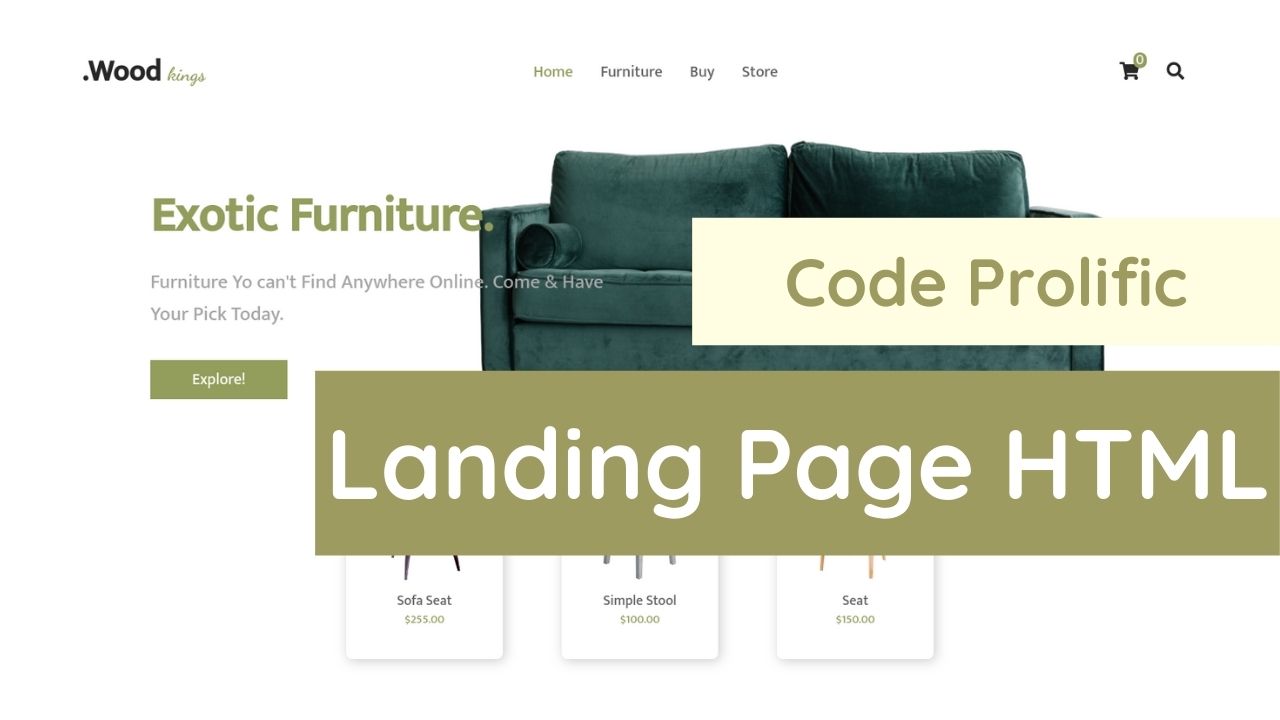 .Wood kings
Home Furniture Buy Store
0
Exotic Furniture.
Furniture Yo can't Find Anywhere Online. Come & Have
Your Pick Today.
Explore!
Code Prolific
Landing Page HTML
Sofa Seat
$255.00
Simple Stool
$100.00
Seat
$150.00